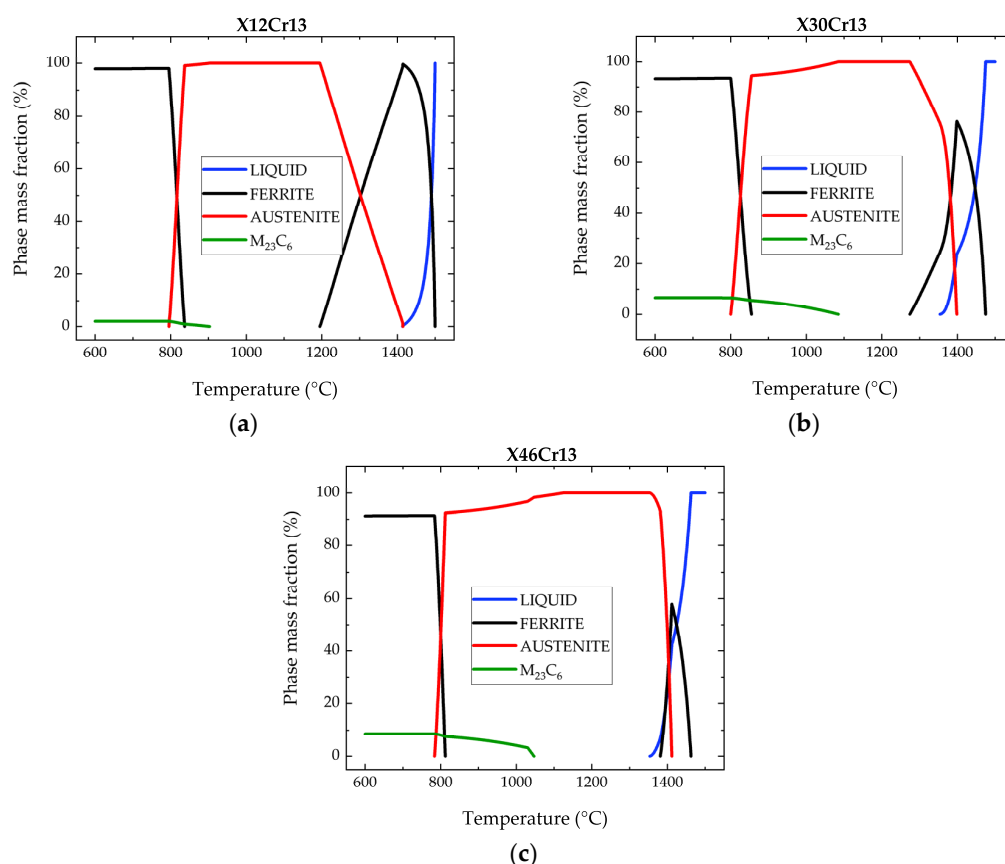 X12Cr13
Phase mass fraction (%)
100
80
60
40
20
0
LIQUID
FERRITE
AUSTENITE
M₂₃C₆
600 800 1000 1200 1400
Temperature (°C)
(a)
X30Cr13
Phase mass fraction (%)
100
80
60
40
20
0
LIQUID
FERRITE
AUSTENITE
M₂₃C₆
600 800 1000 1200 1400
Temperature (°C)
(b)
X46Cr13
Phase mass fraction (%)
100
80
60
40
20
0
LIQUID
FERRITE
AUSTENITE
M₂₃C₆
600 800 1000 1200 1400
Temperature (°C)
(c)